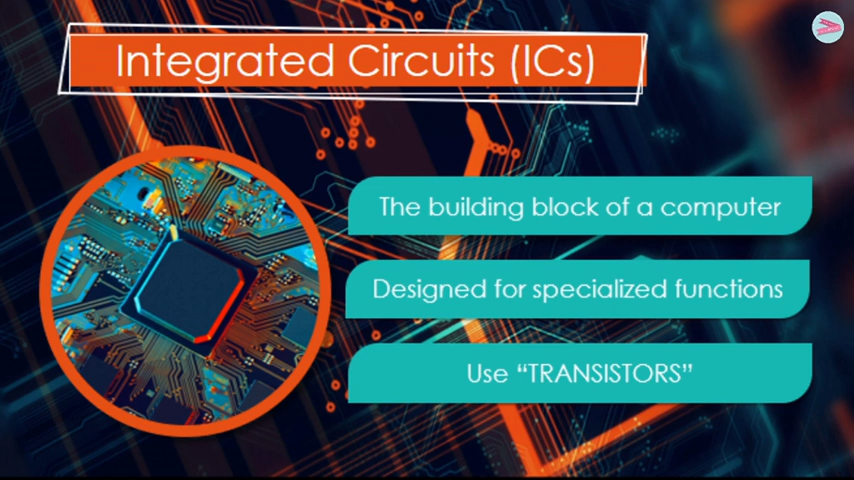 Integrated Circuits (ICs)
The building block of a computer
Designed for specialized functions
Use “TRANSISTORS”